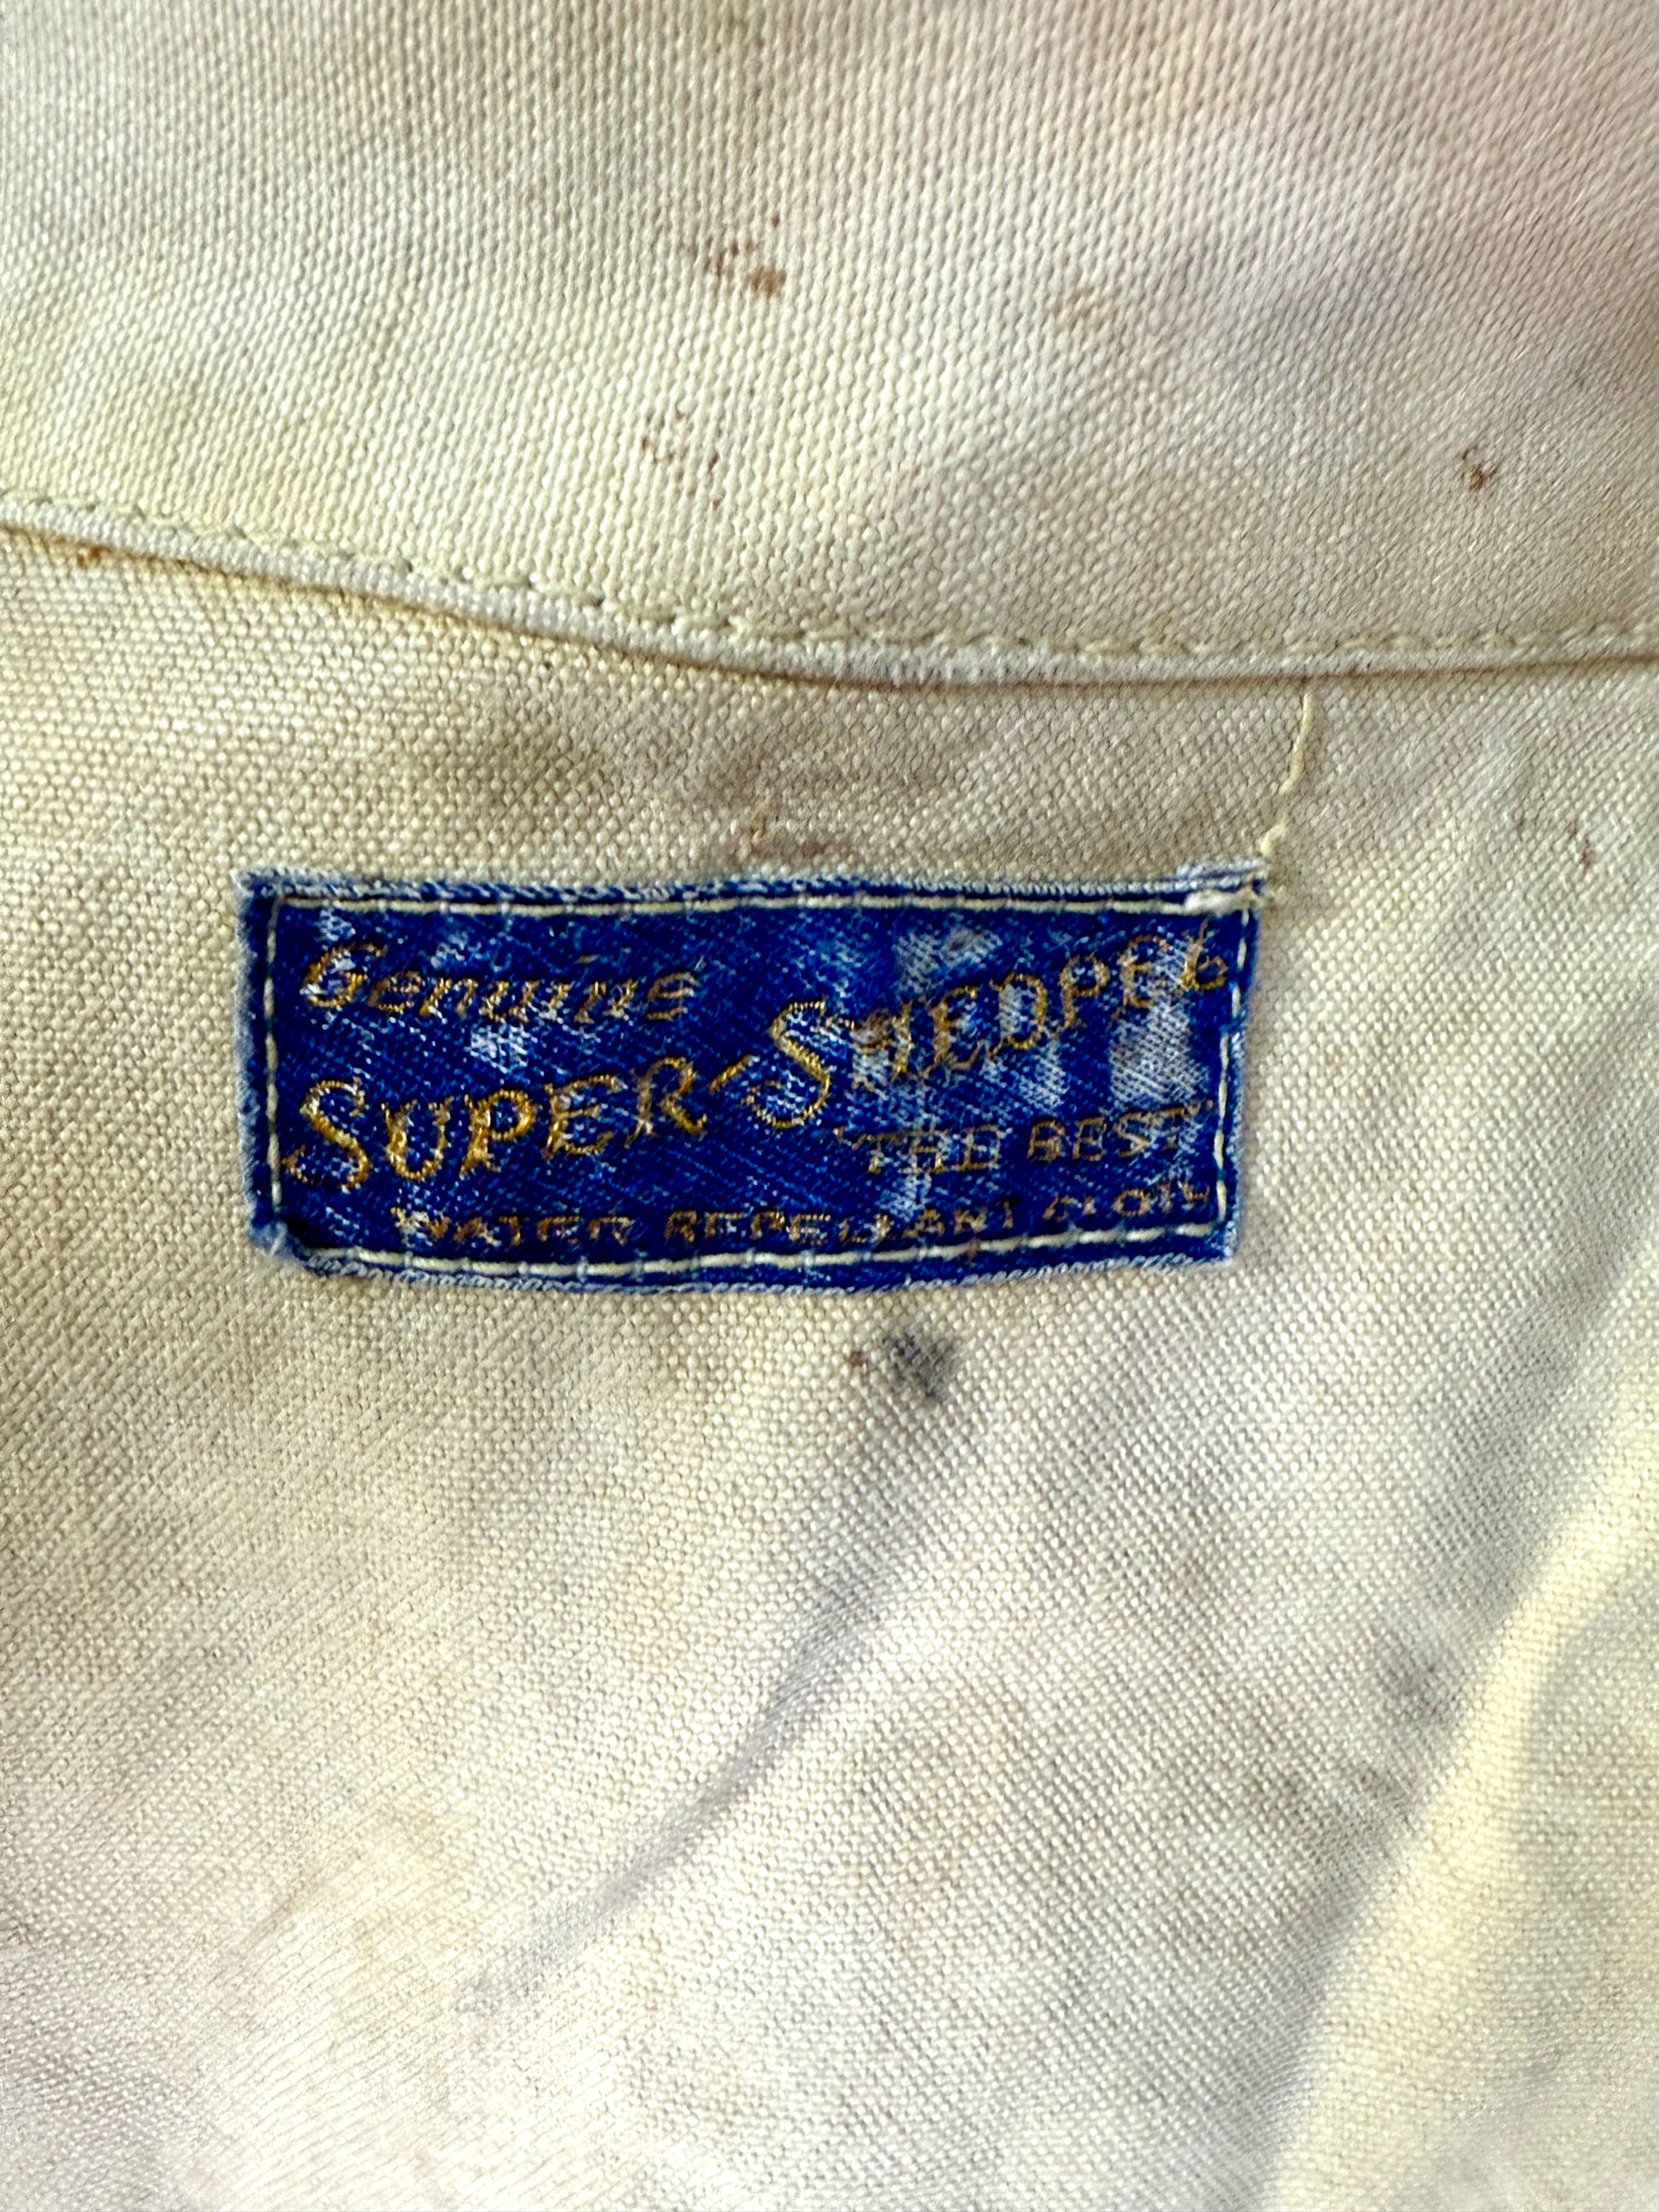 Genuine
SUPER-SHEDPEL
"THE BEST"
WATER REPELLANT CLOTH